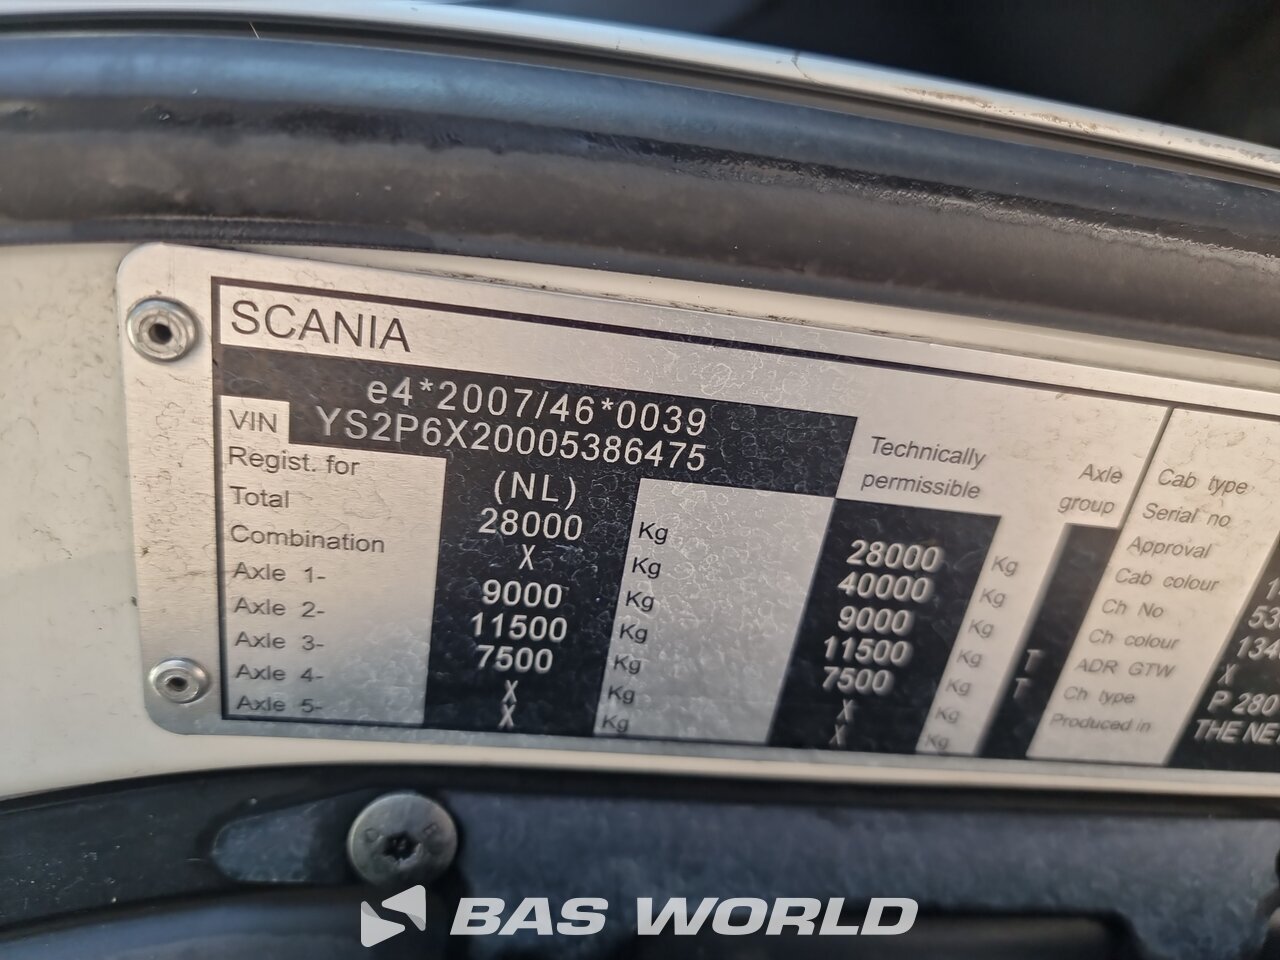 SCANIA
e4*2007/46*0039
VIN YS2P6X20005386475
Regist. for (NL) Technically permissible Axle group
Total 28000 Kg 28000 Kg
Combination X Kg 40000 Kg
Axle 1- 9000 Kg 9000 Kg
Axle 2- 11500 Kg 11500 Kg T
Axle 3- 7500 Kg 7500 Kg T
Axle 4- X Kg X Kg
Axle 5- X Kg X Kg
Cab type
Serial no
Approval
Cab colour
Ch No
Ch colour
ADR GTW X
Ch type P 280
Produced in THE
BAS WORLD